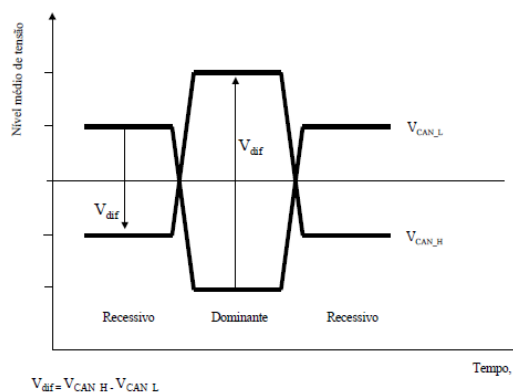 Nível médio de tensão
V_CAN_L
V_dif
V_dif
V_CAN_H
Recessivo Dominante Recessivo
Tempo,
V_dif = V_CAN_H - V_CAN_L